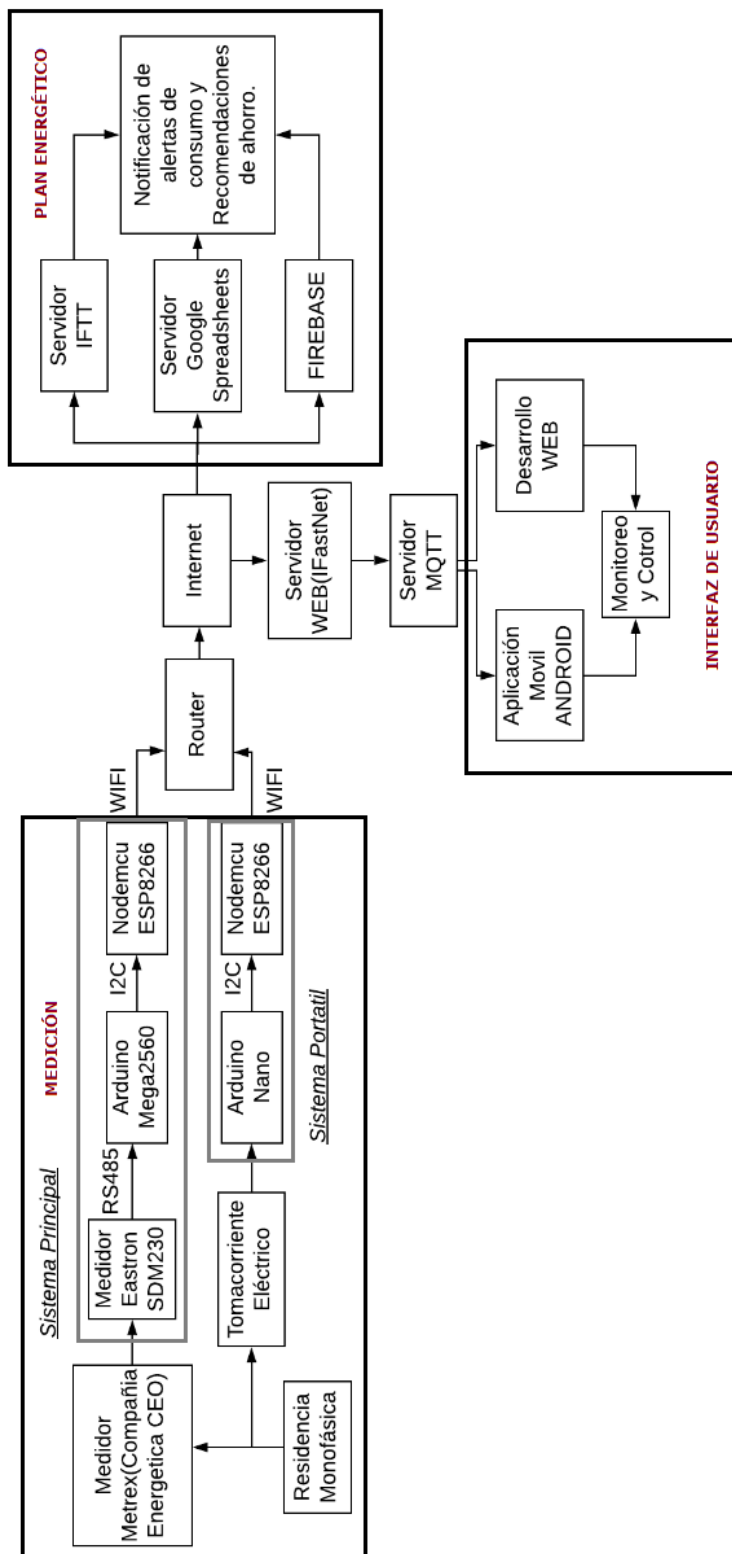 MEDICIÓN
Sistema Principal
Medidor
Metrex(Compañia
Energetica CEO)
Medidor
Eastron
SDM230
RS485
Arduino
Mega2560
I2C
Nodemcu
ESP8266
WIFI
Residencia
Monofásica
Tomacorriente
Eléctrico
Arduino
Nano
I2C
Nodemcu
ESP8266
WIFI
Sistema Portatil
Router
Internet
Servidor
WEB(IFastNet)
Servidor
MQTT
PLAN ENERGÉTICO
Servidor
IFTT
Servidor
Google
Spreadsheets
FIREBASE
Notificación de
alertas de
consumo y
Recomendaciones
de ahorro.
Aplicación
Movil
ANDROID
Desarrollo
WEB
Monitoreo
y Cotrol
INTERFAZ DE USUARIO